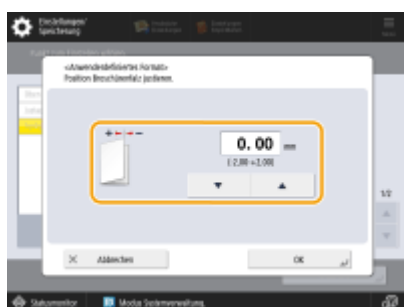 Einstellungen/
Speicherung
<Anwenderdefiniertes Format>
Position Broschürenfalz justieren.
+ -
0.00 mm
(-2,00~+2,00)
▼ ▲
1/2
× Abbrechen
OK
Statusmonitor
Modus Systemverwaltung.